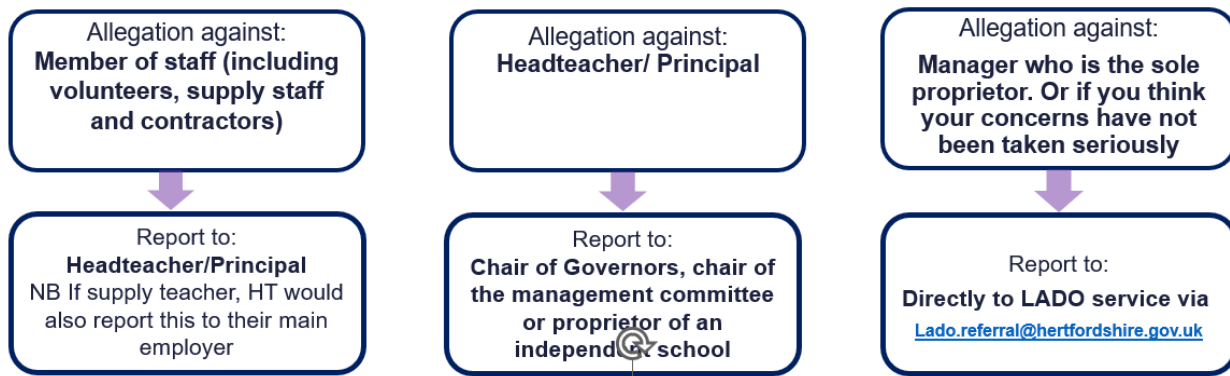 Allegation against:
Member of staff (including
volunteers, supply staff
and contractors)
Report to:
Headteacher/Principal
NB If supply teacher, HT would
also report this to their main
employer
Allegation against:
Headteacher/ Principal
Report to:
Chair of Governors, chair of
the management committee
or proprietor of an
independent school
Allegation against:
Manager who is the sole
proprietor. Or if you think
your concerns have not
been taken seriously
Report to:
Directly to LADO service via
Lado.referral@hertfordshire.gov.uk